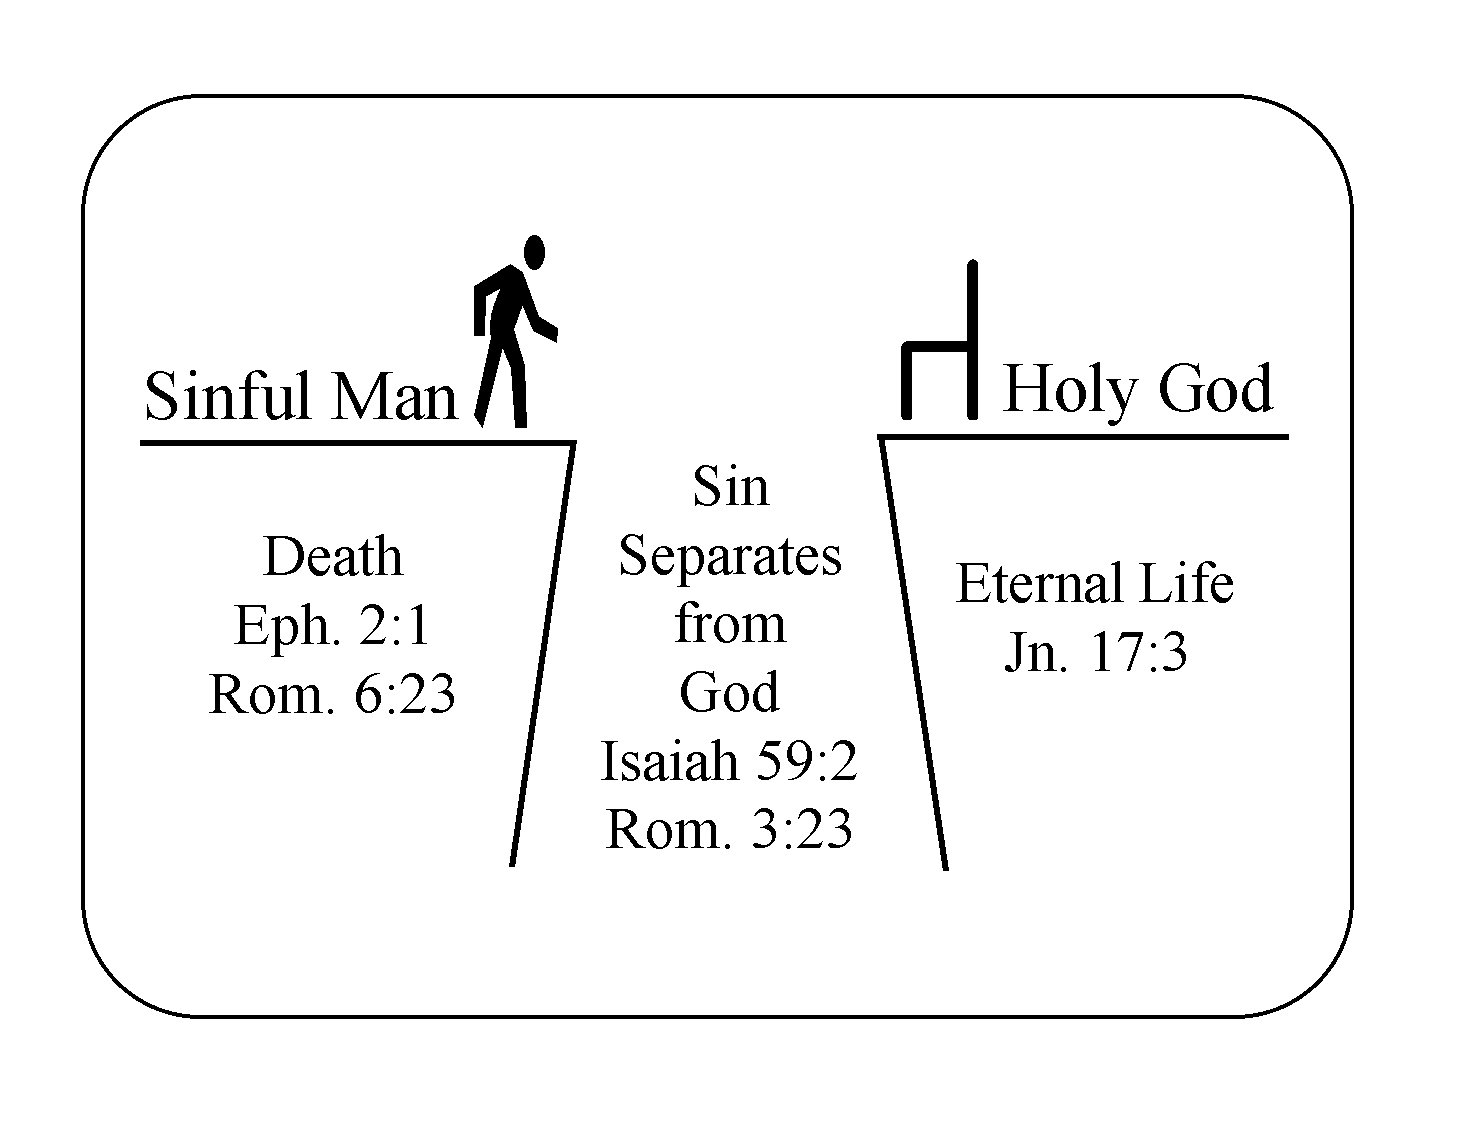 Sinful Man
Holy God
Death
Eph. 2:1
Rom. 6:23
Sin
Separates
from
God
Isaiah 59:2
Rom. 3:23
Eternal Life
Jn. 17:3